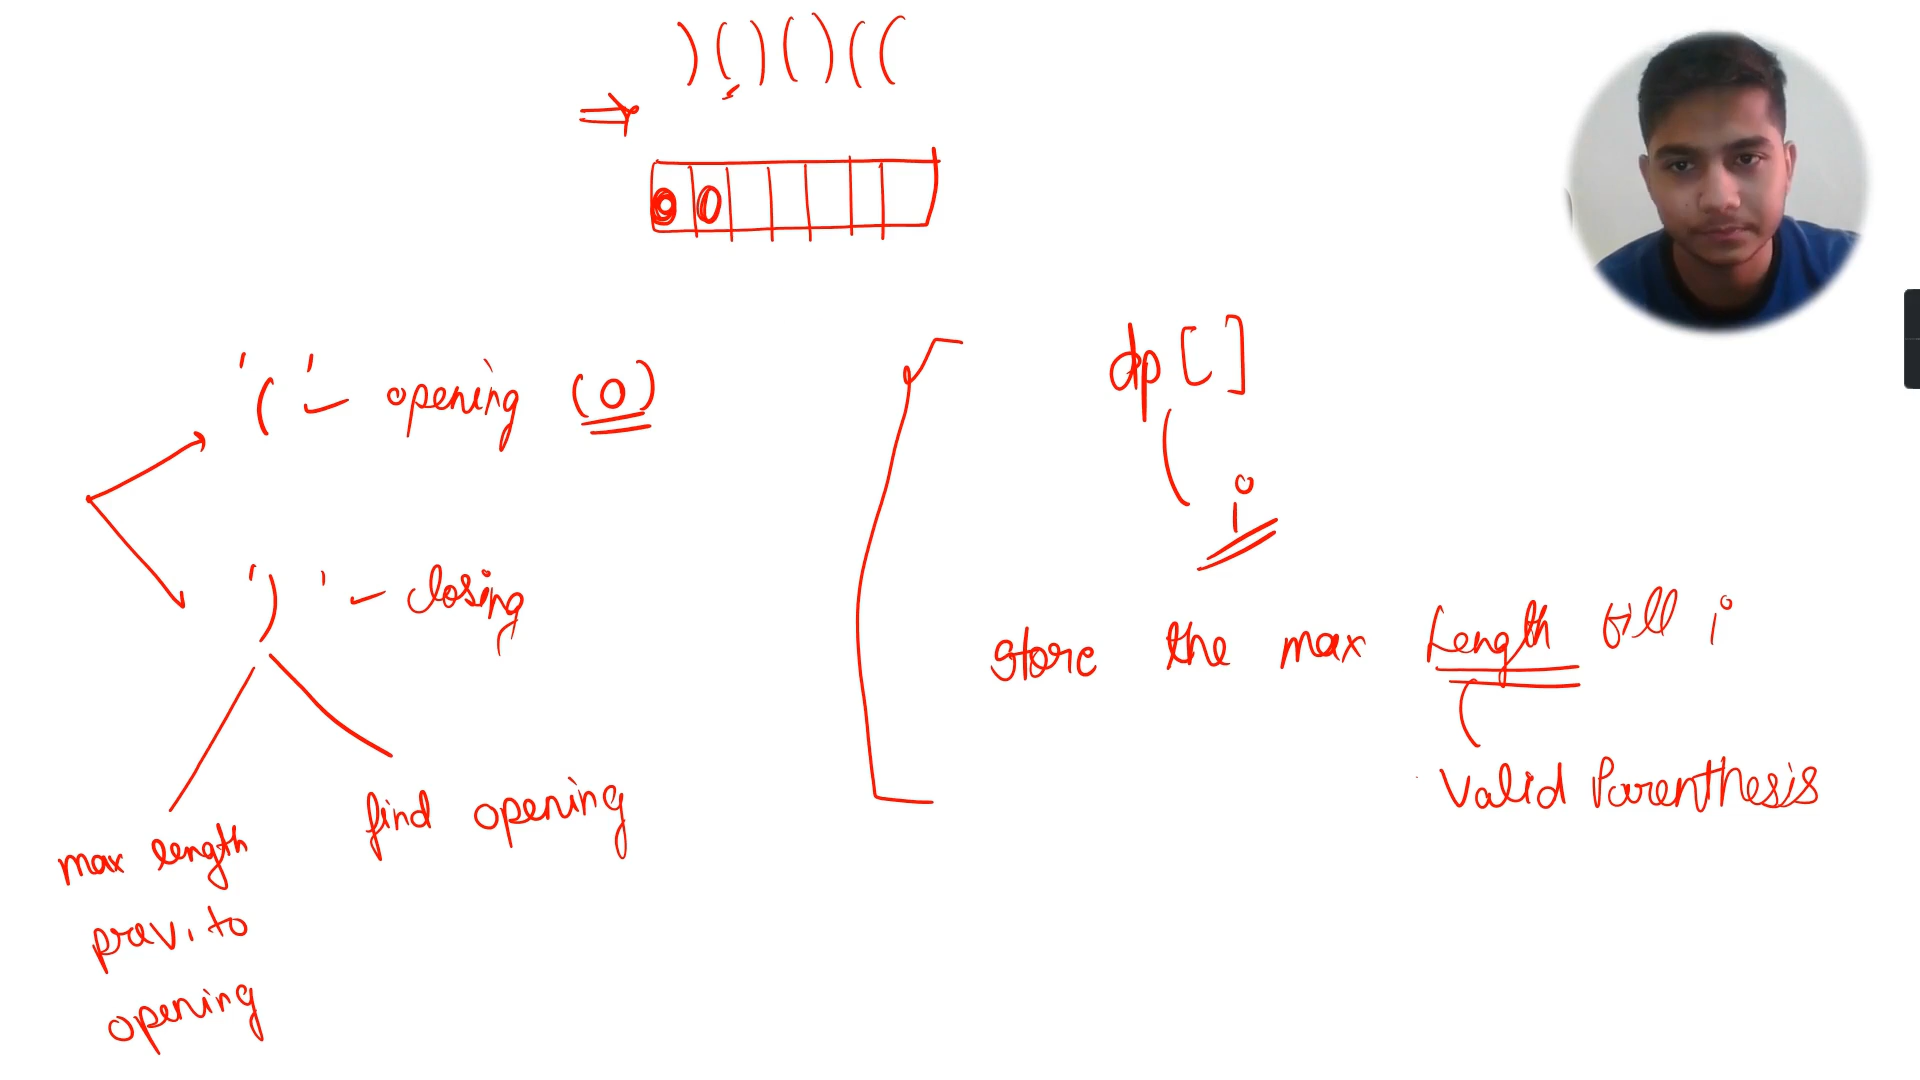 )()()((
⇒
0 0
'(' - opening (0)
')' - closing
max length
prev. to
opening
find opening
dp[]
i
store the max Length till i
Valid Parenthesis